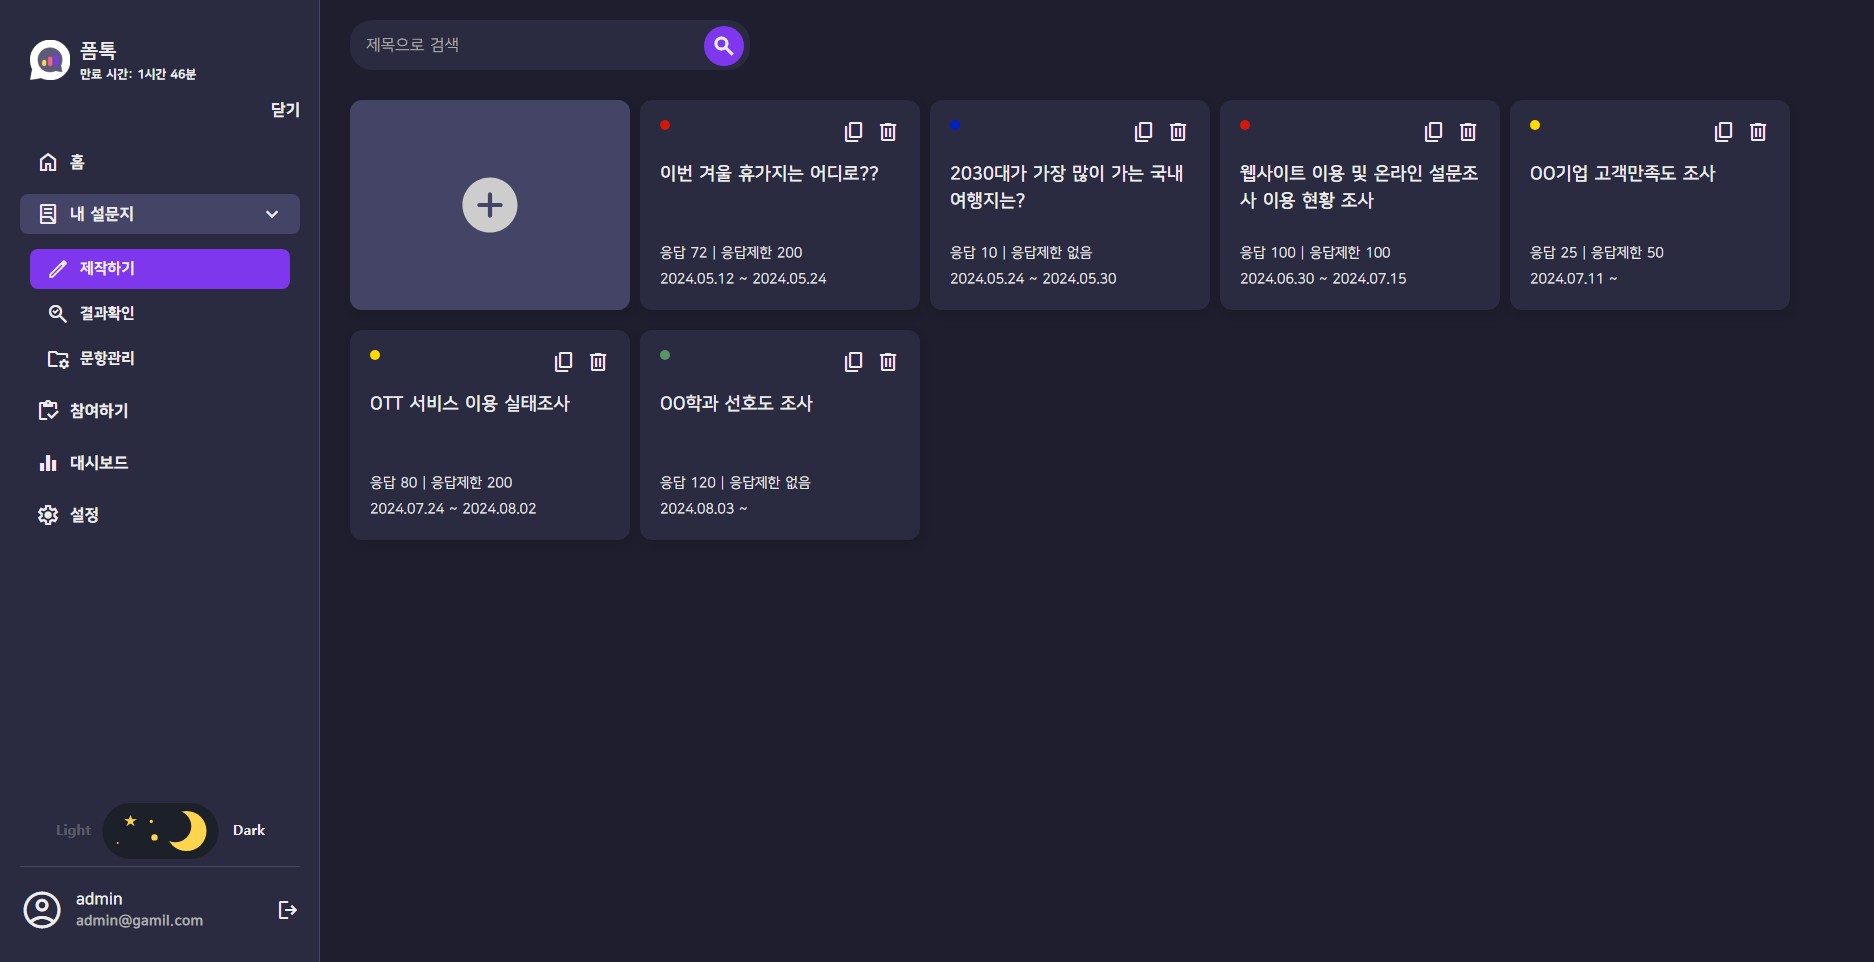 폼톡
만료 시간: 1시간 46분
닫기
홈
내 설문지
제작하기
결과확인
문항관리
참여하기
대시보드
설정
Light
Dark
admin
admin@gamil.com
제목으로 검색
이번 겨울 휴가지는 어디로??
응답 72 | 응답제한 200
2024.05.12 ~ 2024.05.24
2030대가 가장 많이 가는 국내
여행지는?
응답 10 | 응답제한 없음
2024.05.24 ~ 2024.05.30
웹사이트 이용 및 온라인 설문조
사 이용 현황 조사
응답 100 | 응답제한 100
2024.06.30 ~ 2024.07.15
OO기업 고객만족도 조사
응답 25 | 응답제한 50
2024.07.11 ~
OTT 서비스 이용 실태조사
응답 80 | 응답제한 200
2024.07.24 ~ 2024.08.02
OO학과 선호도 조사
응답 120 | 응답제한 없음
2024.08.03 ~